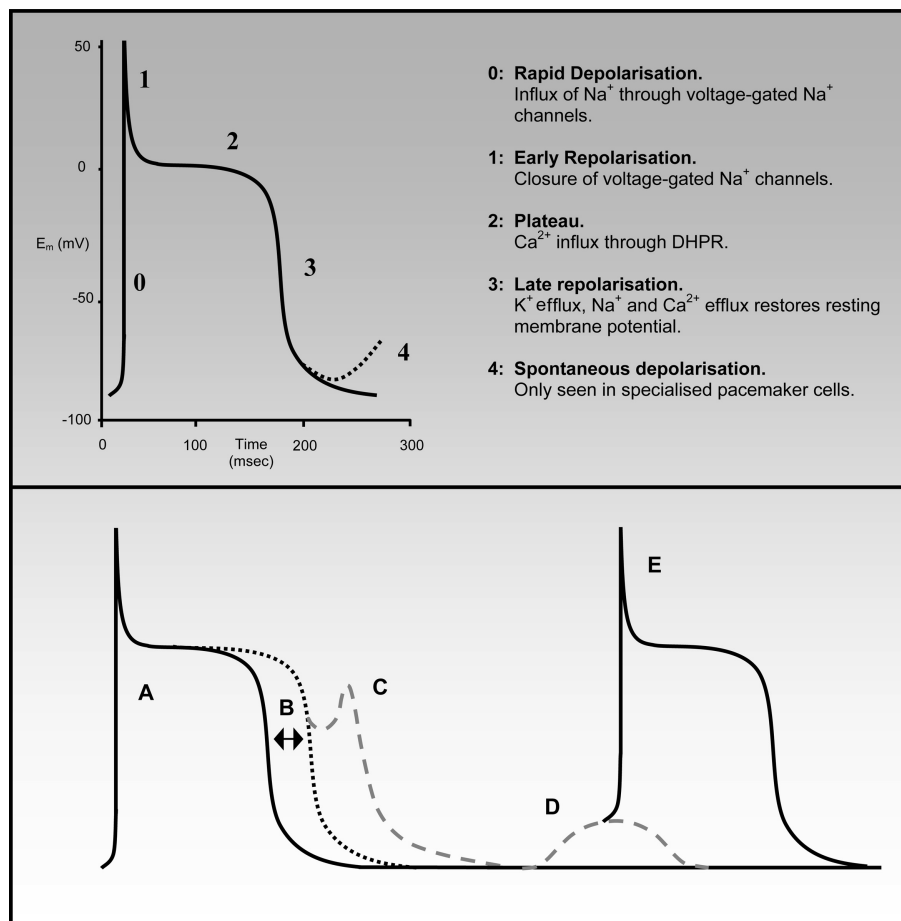 50
0
E_m (mV)
-50
-100
0
100
200
300
Time
(msec)
0
1
2
3
4
0: Rapid Depolarisation.
Influx of Na⁺ through voltage-gated Na⁺
channels.
1: Early Repolarisation.
Closure of voltage-gated Na⁺ channels.
2: Plateau.
Ca²⁺ influx through DHPR.
3: Late repolarisation.
K⁺ efflux, Na⁺ and Ca²⁺ efflux restores resting
membrane potential.
4: Spontaneous depolarisation.
Only seen in specialised pacemaker cells.
A
B
C
D
E